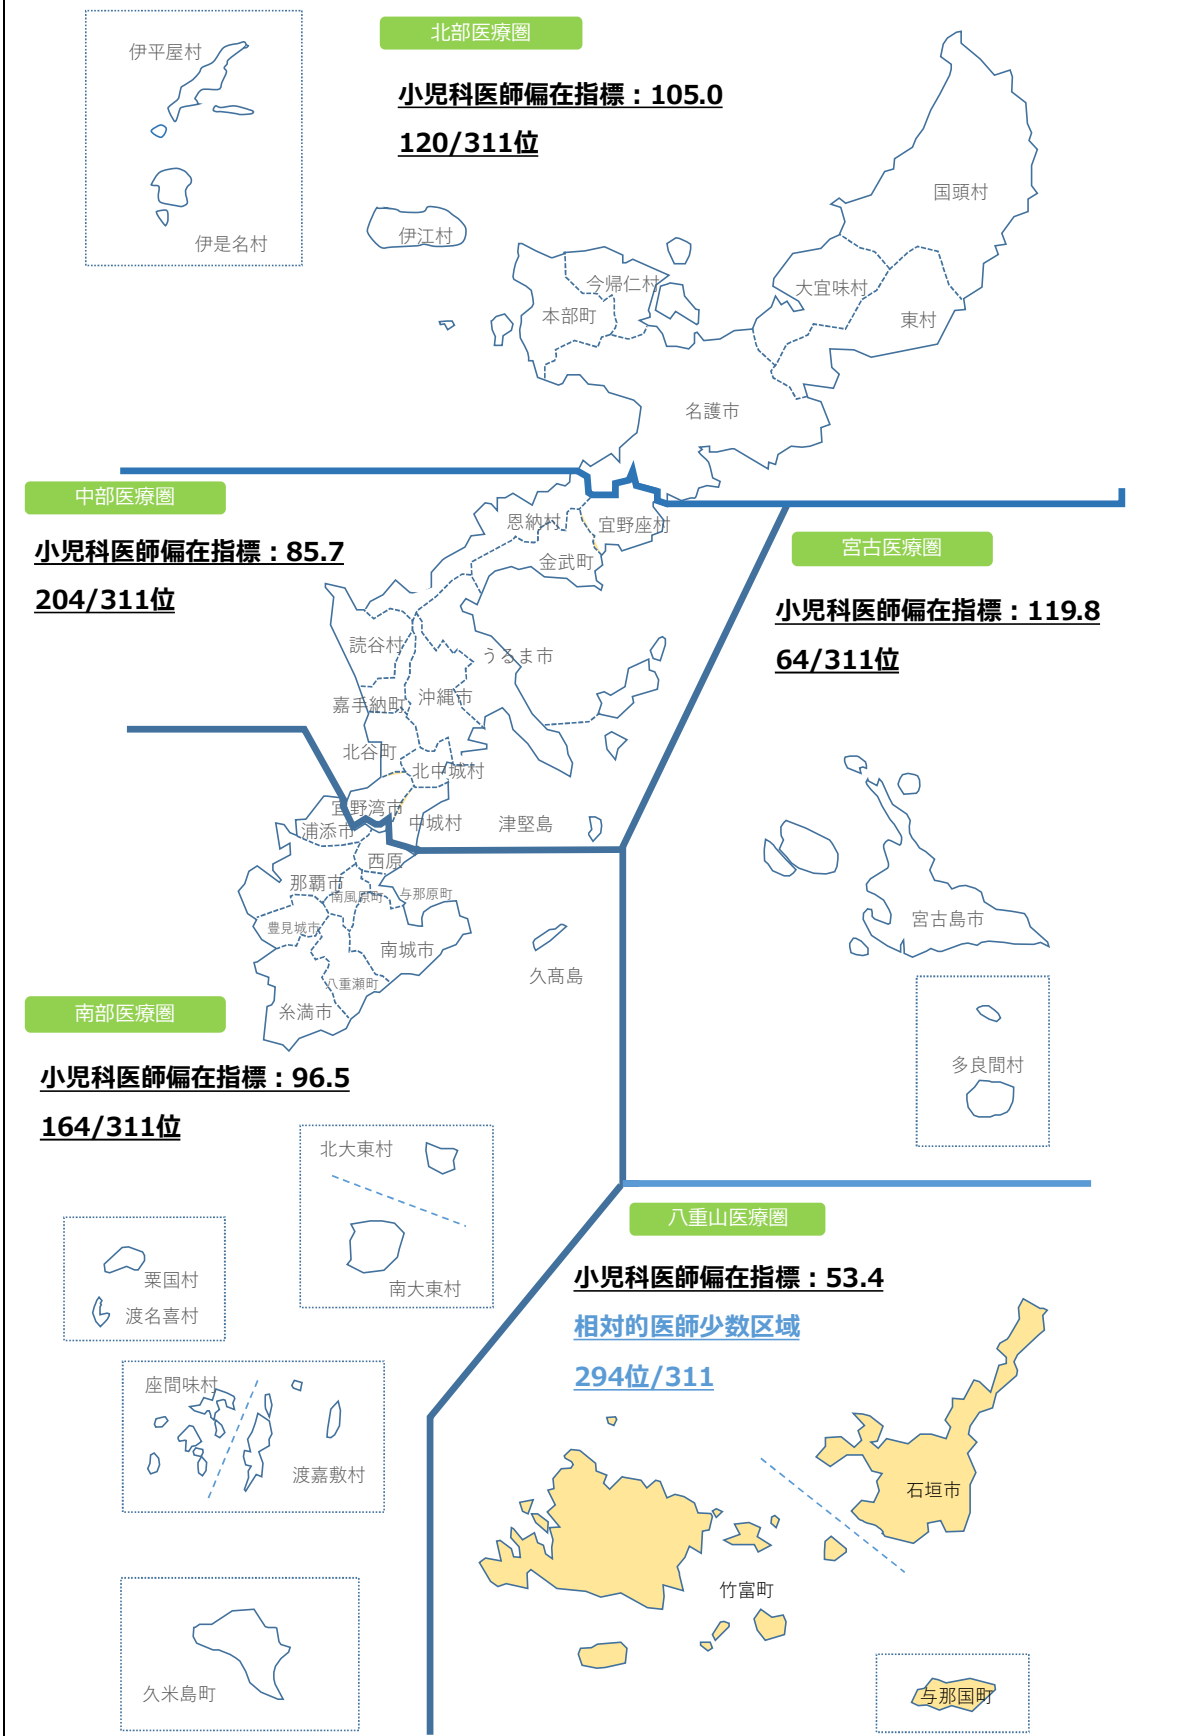 北部医療圏
小児科医師偏在指標：105.0
120/311位
伊平屋村
伊是名村
伊江村
国頭村
今帰仁村
大宜味村
本部町
東村
名護市
中部医療圏
小児科医師偏在指標：85.7
204/311位
恩納村
宜野座村
金武町
読谷村
うるま市
嘉手納町
沖縄市
北谷町
北中城村
宜野湾市
中城村
津堅島
宮古医療圏
小児科医師偏在指標：119.8
64/311位
宮古島市
多良間村
浦添市
西原
那覇市
南風原町
与那原町
豊見城市
南城市
八重瀬町
糸満市
久髙島
南部医療圏
小児科医師偏在指標：96.5
164/311位
北大東村
南大東村
粟国村
渡名喜村
座間味村
渡嘉敷村
久米島町
八重山医療圏
小児科医師偏在指標：53.4
相対的医師少数区域
294位/311
石垣市
竹富町
与那国町